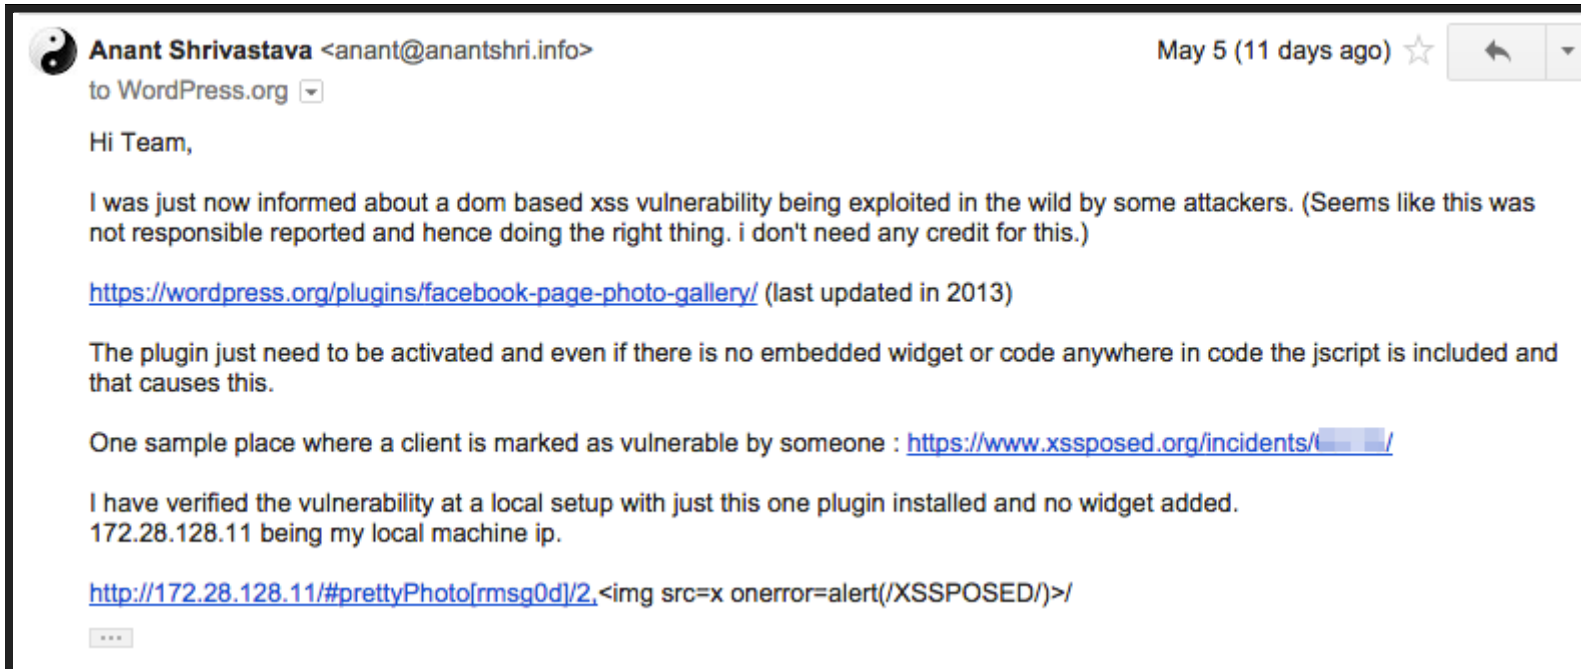 Anant Shrivastava <anant@anantshri.info>
May 5 (11 days ago)
to WordPress.org
Hi Team,
I was just now informed about a dom based xss vulnerability being exploited in the wild by some attackers. (Seems like this was
not responsible reported and hence doing the right thing. i don't need any credit for this.)
https://wordpress.org/plugins/facebook-page-photo-gallery/ (last updated in 2013)
The plugin just need to be activated and even if there is no embedded widget or code anywhere in code the jscript is included and
that causes this.
One sample place where a client is marked as vulnerable by someone : https://www.xssposed.org/incidents/ /
I have verified the vulnerability at a local setup with just this one plugin installed and no widget added.
172.28.128.11 being my local machine ip.
http://172.28.128.11/#prettyPhoto[rmsg0d]/2,<img src=x onerror=alert(/XSSPOSED/)>/